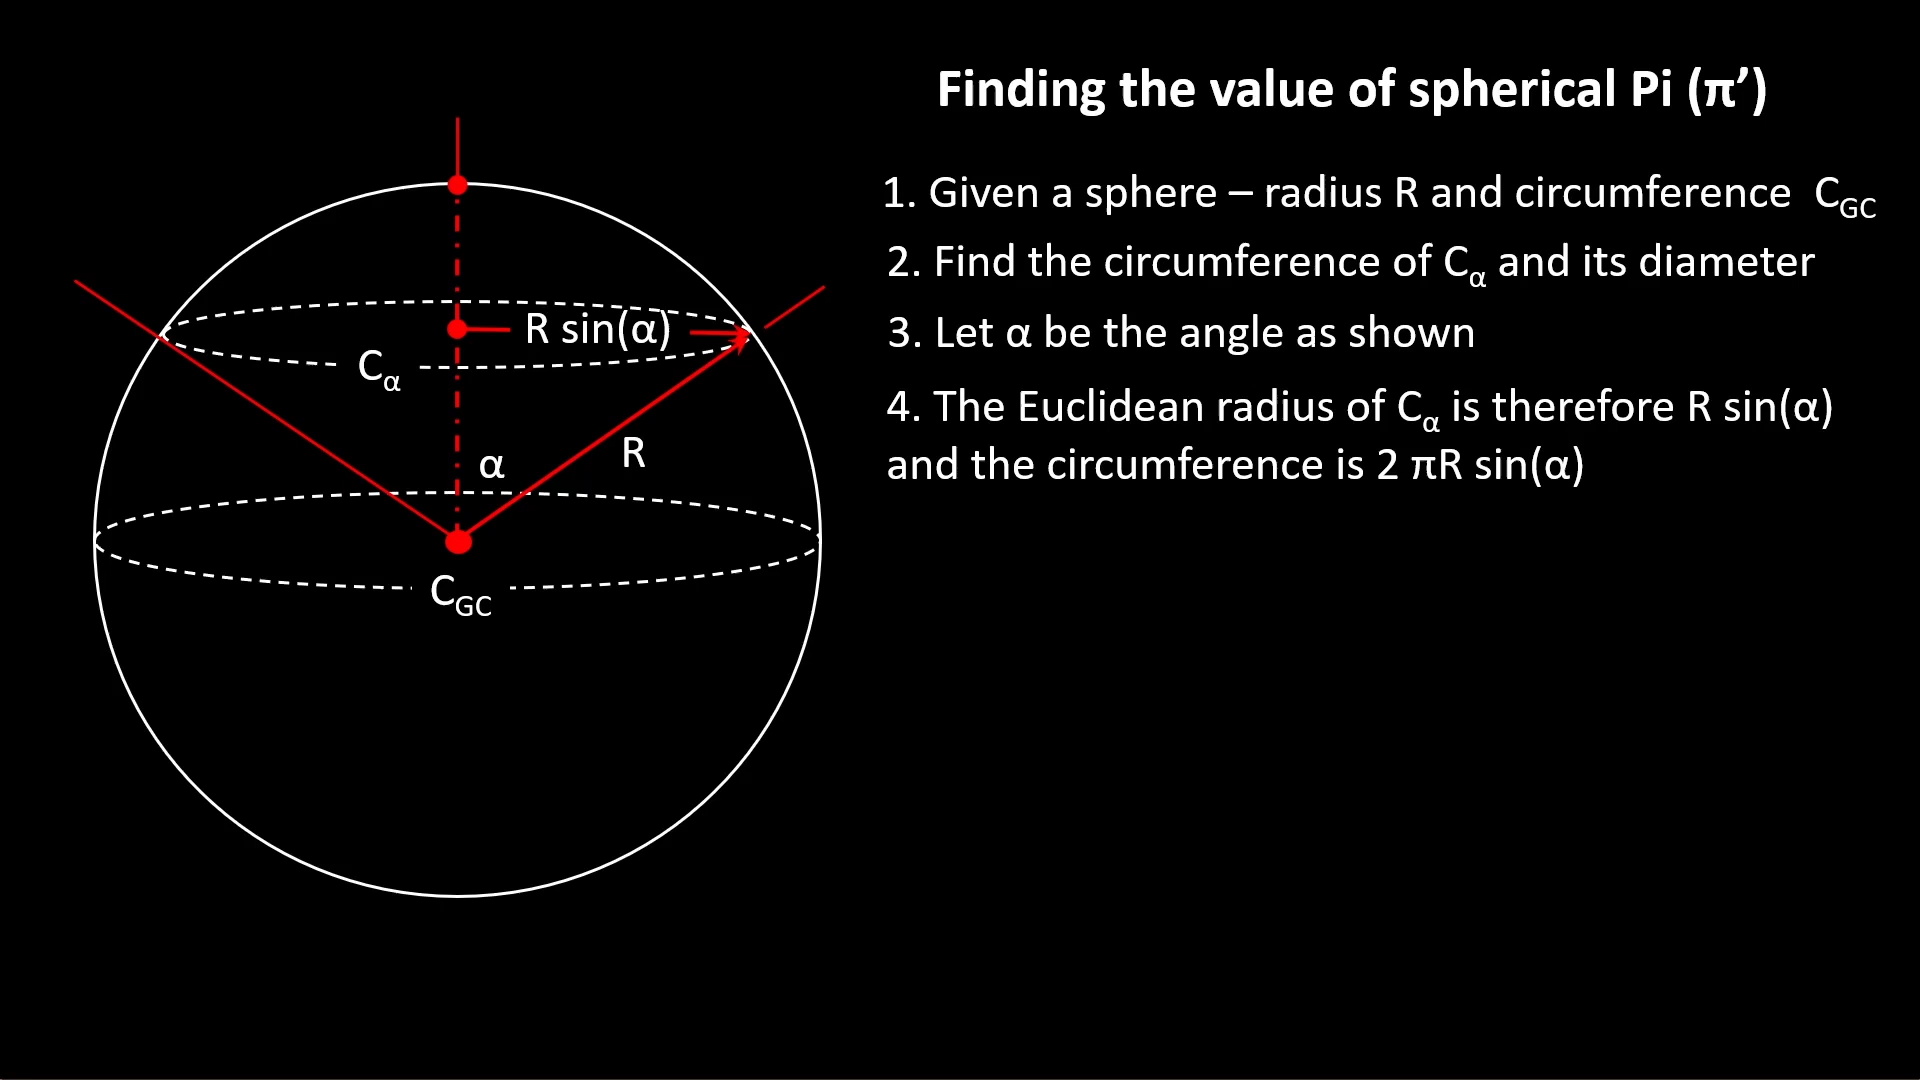 Finding the value of spherical Pi (π’)
1. Given a sphere – radius R and circumference C_GC
2. Find the circumference of C_α and its diameter
3. Let α be the angle as shown
4. The Euclidean radius of C_α is therefore R sin(α)
and the circumference is 2 πR sin(α)
R sin(α)
C_α
R
α
C_GC